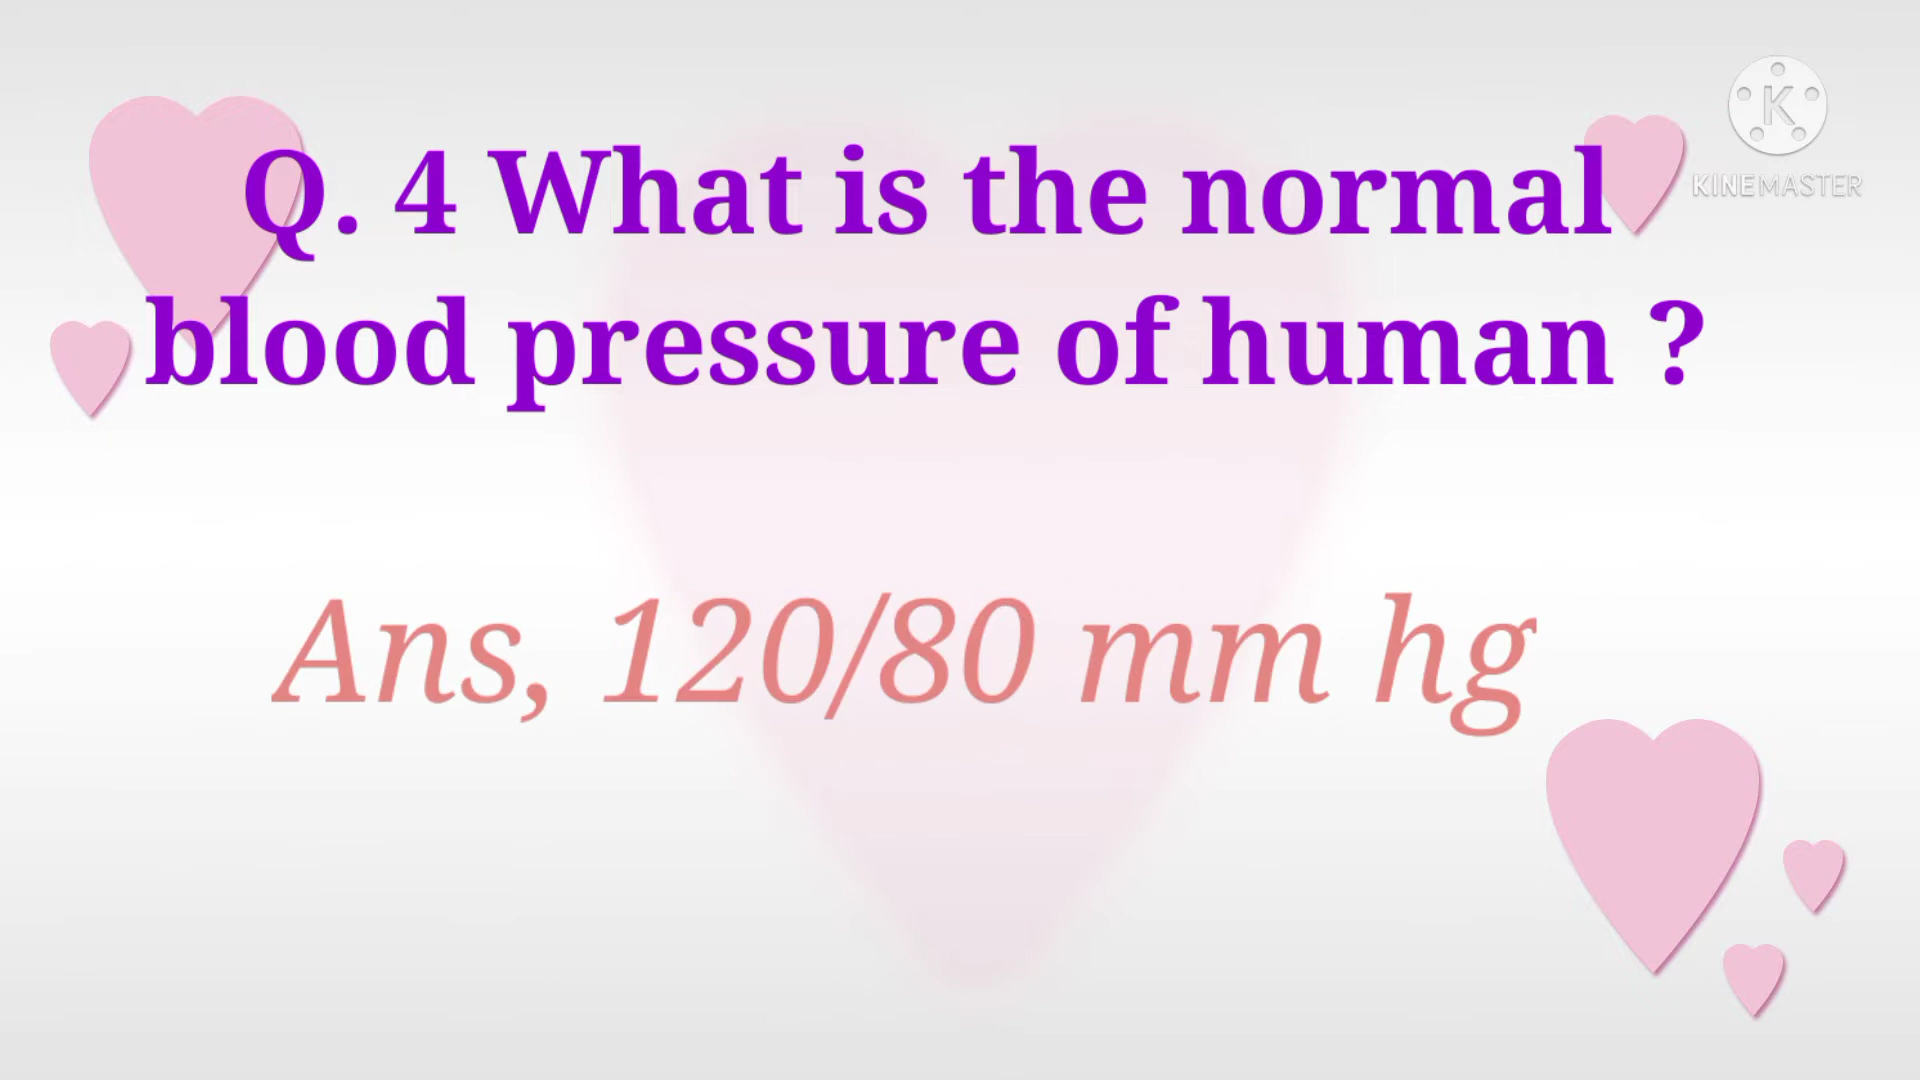 Q. 4 What is the normal
blood pressure of human ?
Ans, 120/80 mm hg
K
KINEMASTER